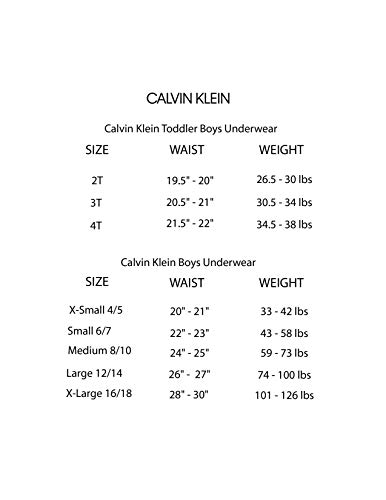 CALVIN KLEIN
Calvin Klein Toddler Boys Underwear
SIZE WAIST WEIGHT
2T 19.5" - 20" 26.5 - 30 lbs
3T 20.5" - 21" 30.5 - 34 lbs
4T 21.5" - 22" 34.5 - 38 lbs
Calvin Klein Boys Underwear
SIZE WAIST WEIGHT
X-Small 4/5 20" - 21" 33 - 42 lbs
Small 6/7 22" - 23" 43 - 58 lbs
Medium 8/10 24" - 25" 59 - 73 lbs
Large 12/14 26" - 27" 74 - 100 lbs
X-Large 16/18 28" - 30" 101 - 126 lbs